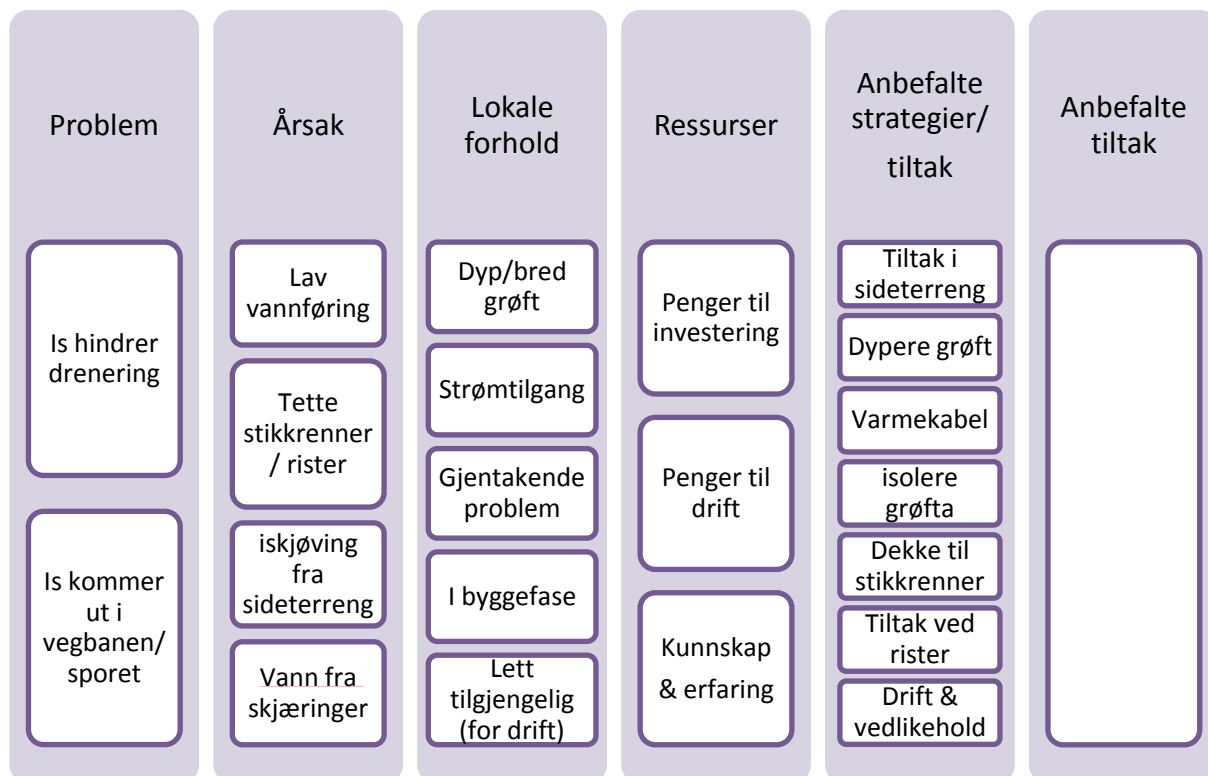 Problem
Is hindrer
drenering
Is kommer
ut i
vegbanen/
sporet
Årsak
Lav
vannføring
Tette
stikkrenner
/ rister
iskjøving
fra
sideterreng
Vann fra
skjæringer
Lokale
forhold
Dyp/bred
grøft
Strømtilgang
Gjentakende
problem
I byggefase
Lett
tilgjengelig
(for drift)
Ressurser
Penger til
investering
Penger til
drift
Kunnskap
& erfaring
Anbefalte
strategier/
tiltak
Tiltak i
sideterreng
Dypere grøft
Varmekabel
isolere
grøfta
Dekke til
stikkrenner
Tiltak ved
rister
Drift &
vedlikehold
Anbefalte
tiltak